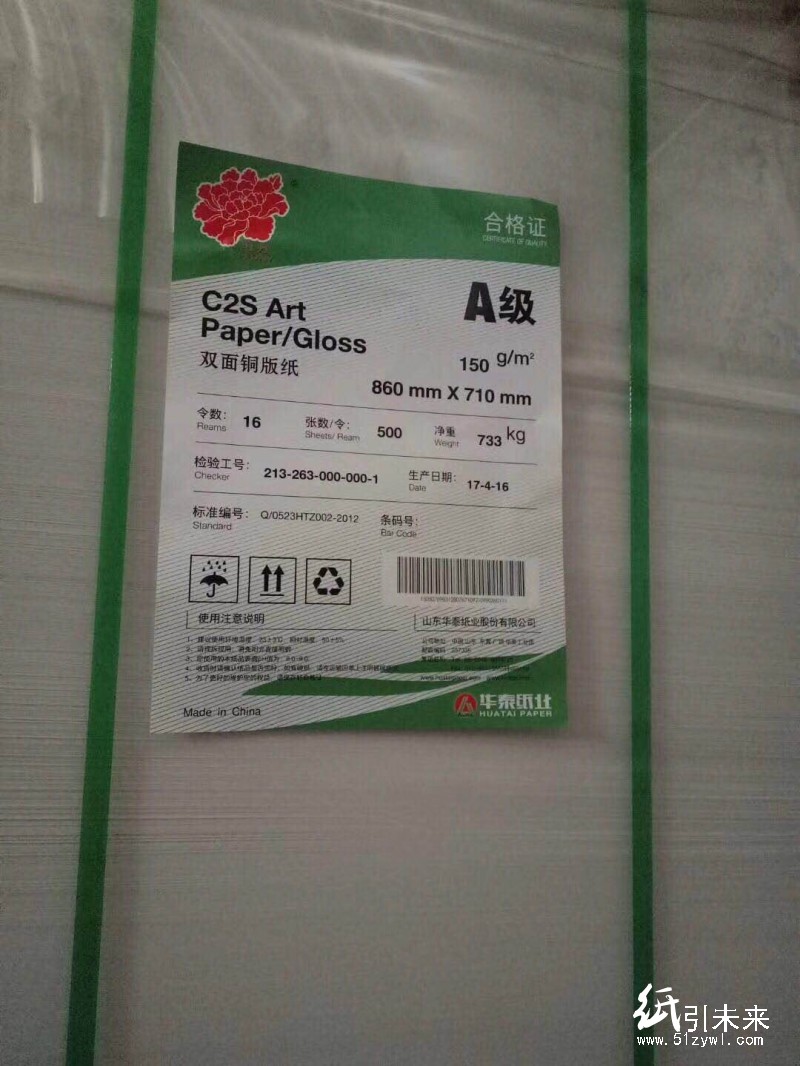 合格证
CERTIFICATE OF QUALITY
C2S Art
Paper/Gloss
A级
双面铜版纸
150 g/m²
860 mm X 710 mm
令数: 16 张数/令: 500 净重 733 kg
Reams Sheets/Ream Weight
检验工号: 213-263-000-000-1 生产日期: 17-4-16
Checker Date
标准编号: Q/0523HTZ002-2012 条码号:
Standard Bar Code
使用注意说明
山东华泰纸业股份有限公司
Made in China
华泰纸业
HUATAI PAPER
纸引未来
www.51zywl.com